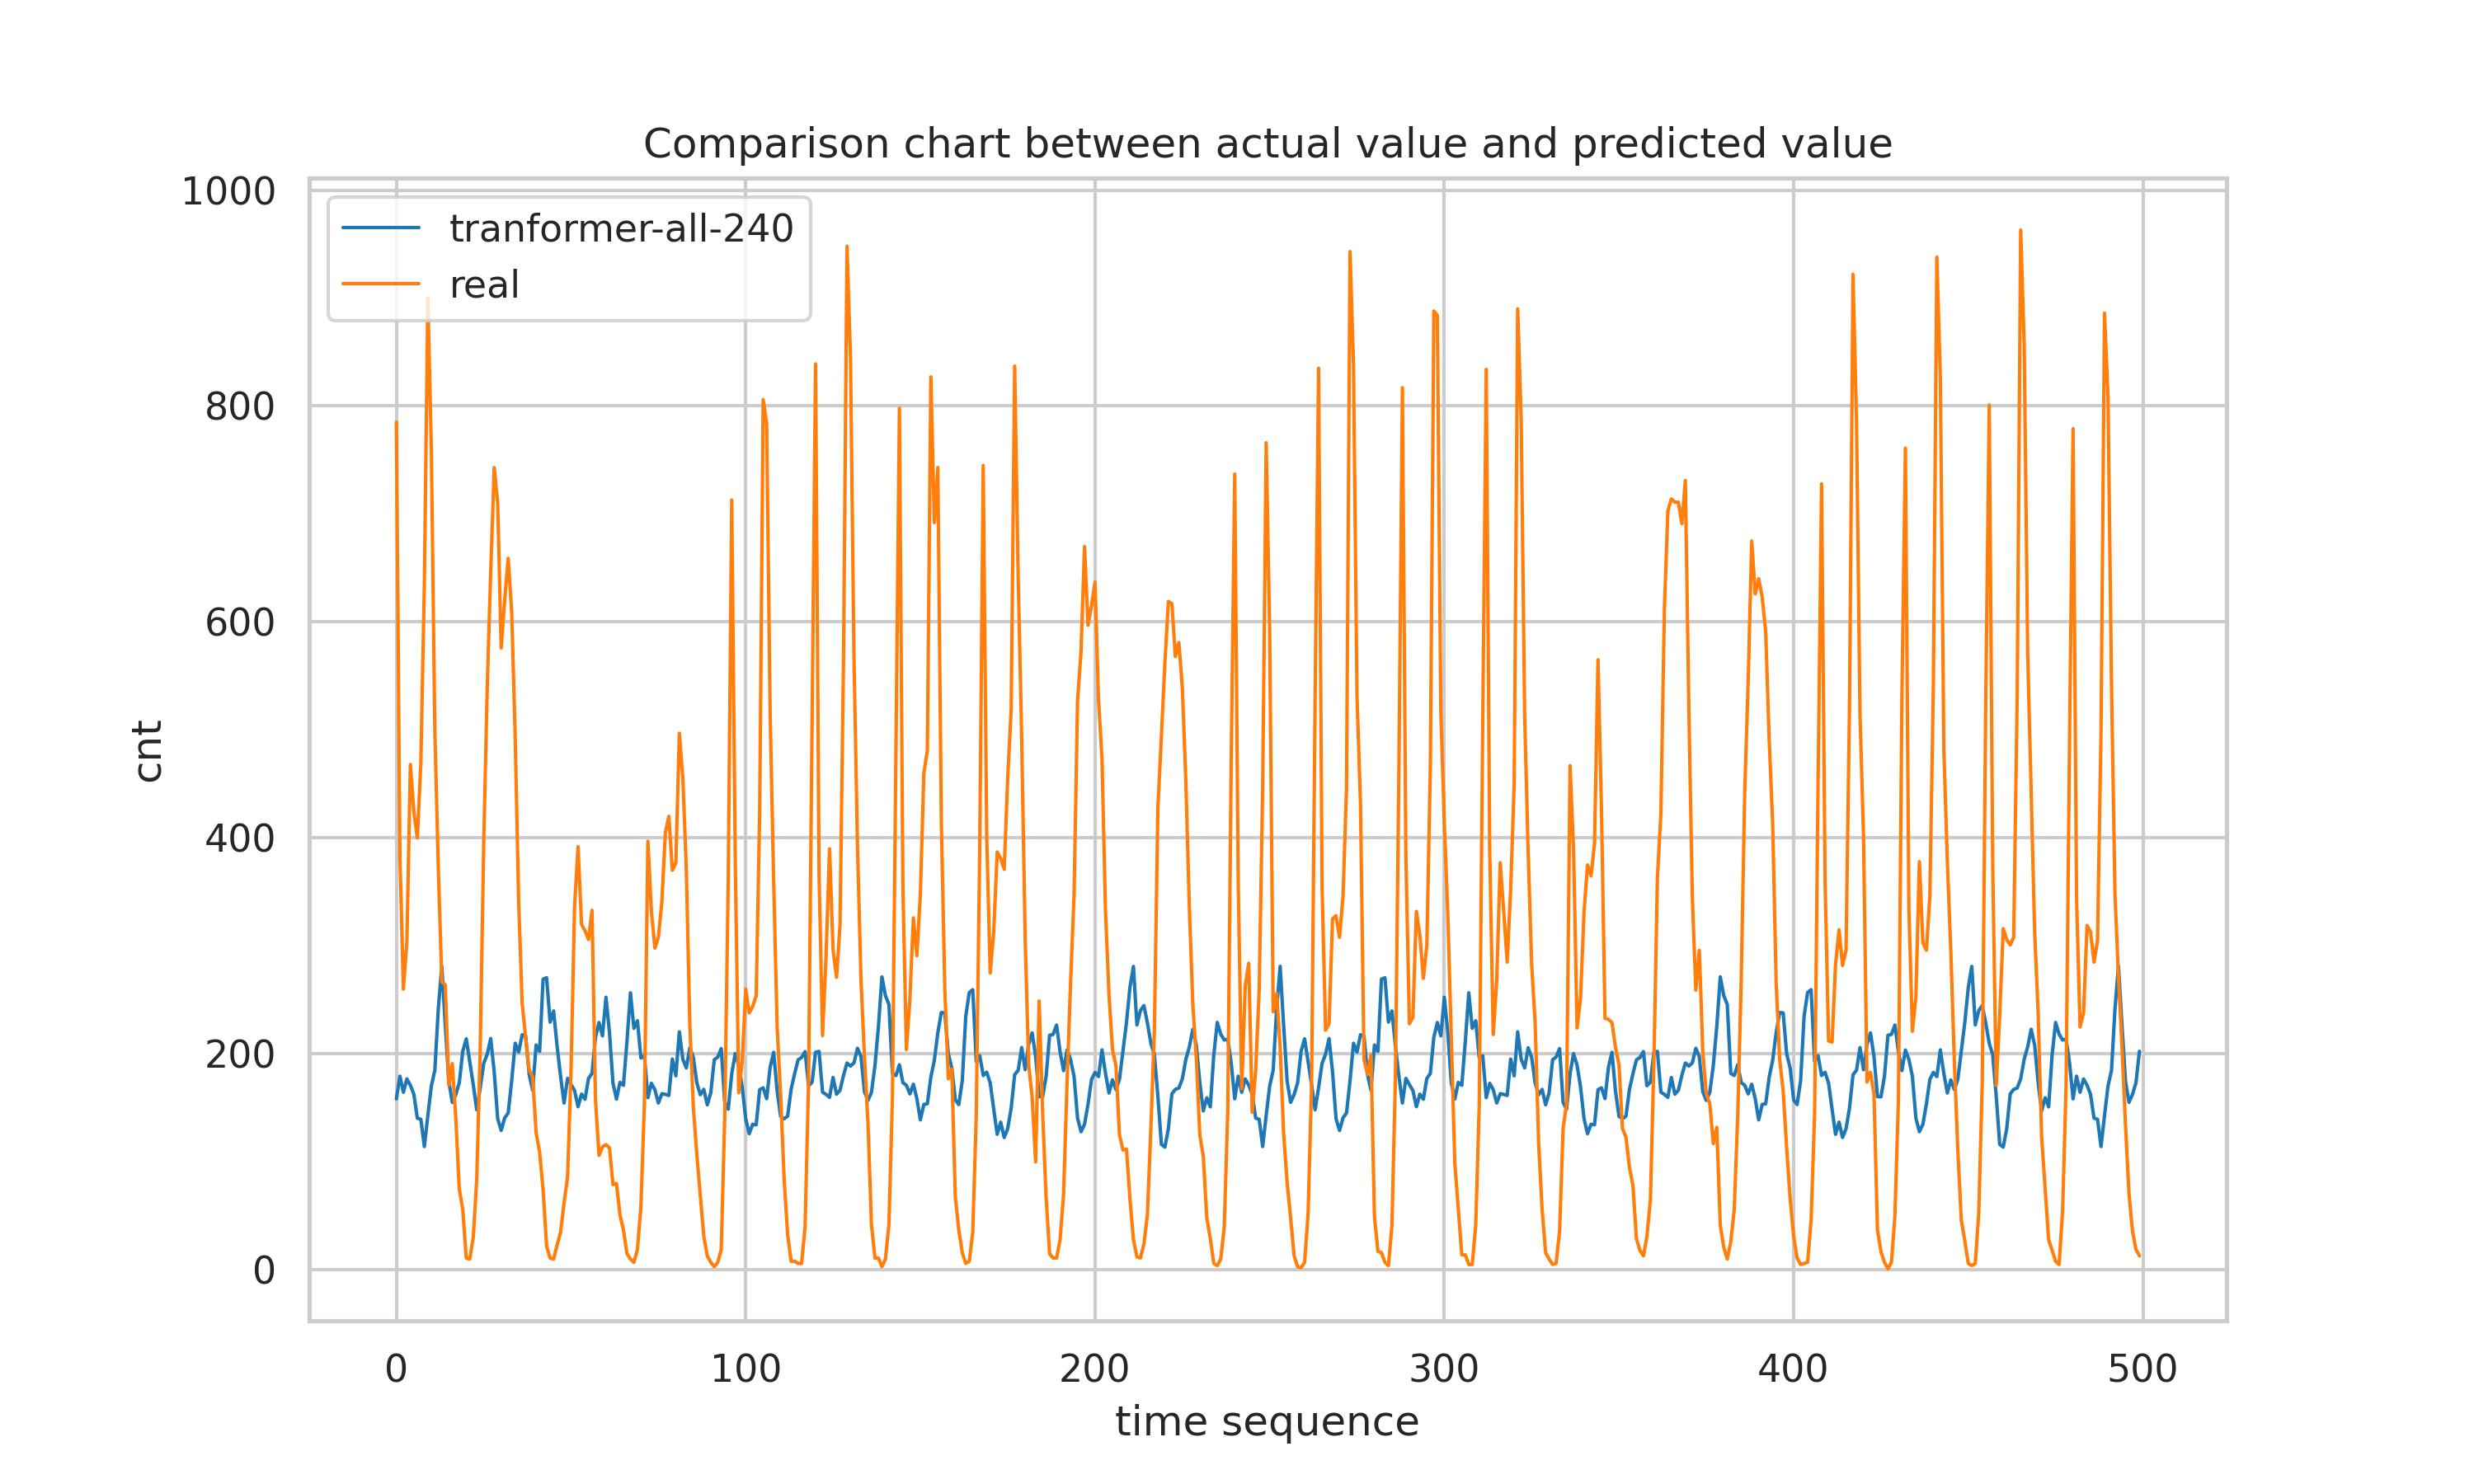 Comparison chart between actual value and predicted value
1000
800
600
400
200
0
cnt
tranformer-all-240
real
0 100 200 300 400 500
time sequence